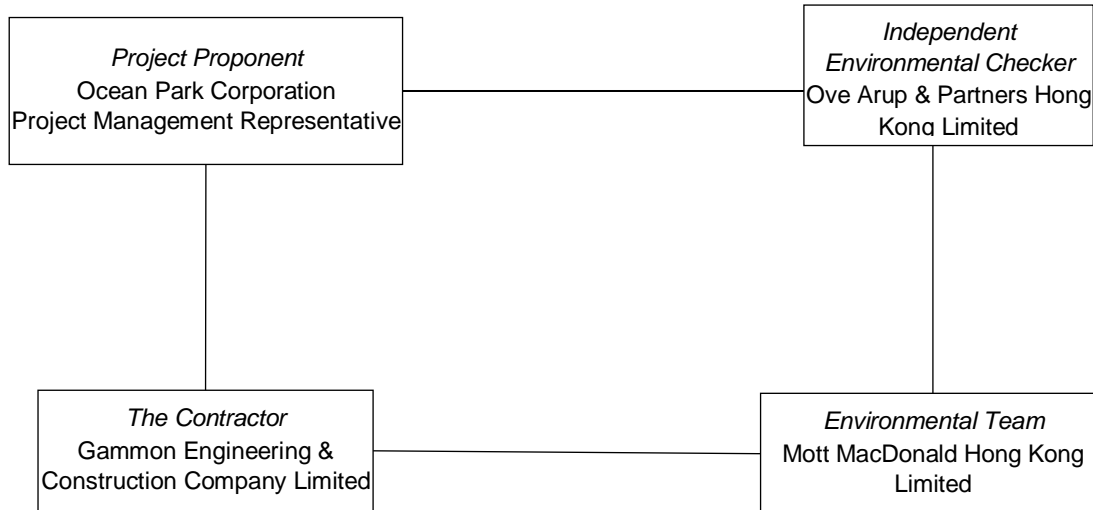 Project Proponent
Ocean Park Corporation
Project Management Representative
Independent
Environmental Checker
Ove Arup & Partners Hong
Kong Limited
The Contractor
Gammon Engineering &
Construction Company Limited
Environmental Team
Mott MacDonald Hong Kong
Limited